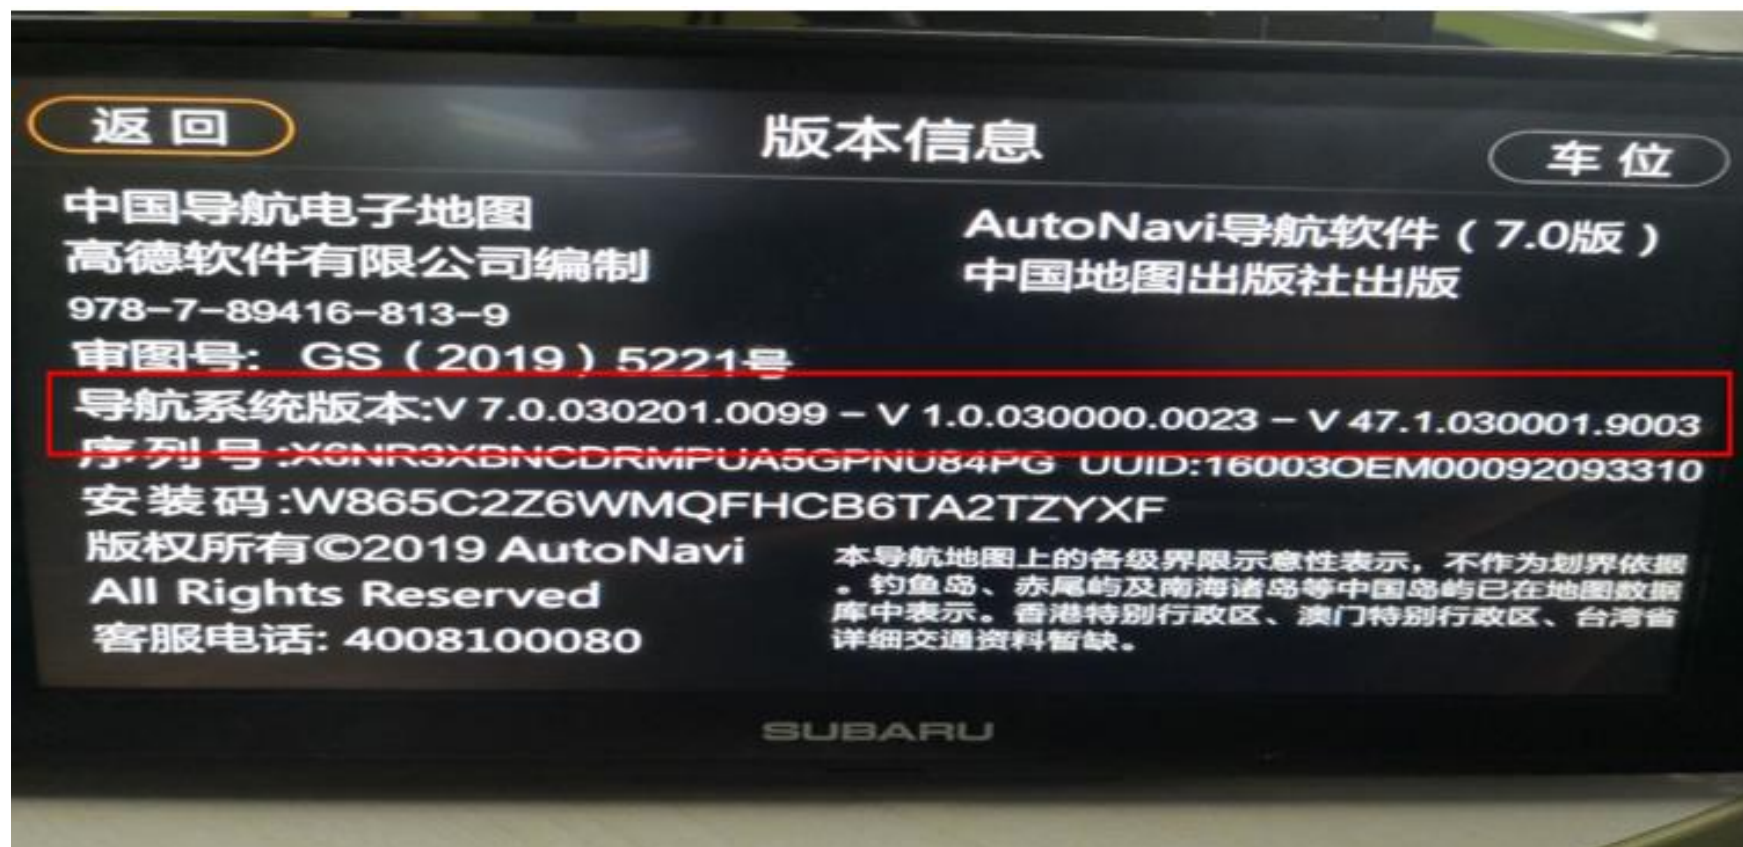 返回
版本信息
车位
中国导航电子地图
AutoNavi导航软件（7.0版）
高德软件有限公司编制
中国地图出版社出版
978-7-89416-813-9
审图号: GS（2019）5221号
导航系统版本:V 7.0.030201.0099 – V 1.0.030000.0023 – V 47.1.030001.9003
序列号:X6NR3XBNCDRMPUA5GPNU84PG UUID:16003OEM00092093310
安装码:W865C2Z6WMQFHCB6TA2TZYXF
版权所有©2019 AutoNavi
All Rights Reserved
客服电话: 4008100080
本导航地图上的各级界限示意性表示，不作为划界依据
。钓鱼岛、赤尾屿及南海诸岛等中国岛屿已在地图数据
库中表示。香港特别行政区、澳门特别行政区、台湾省
详细交通资料暂缺。
SUBARU